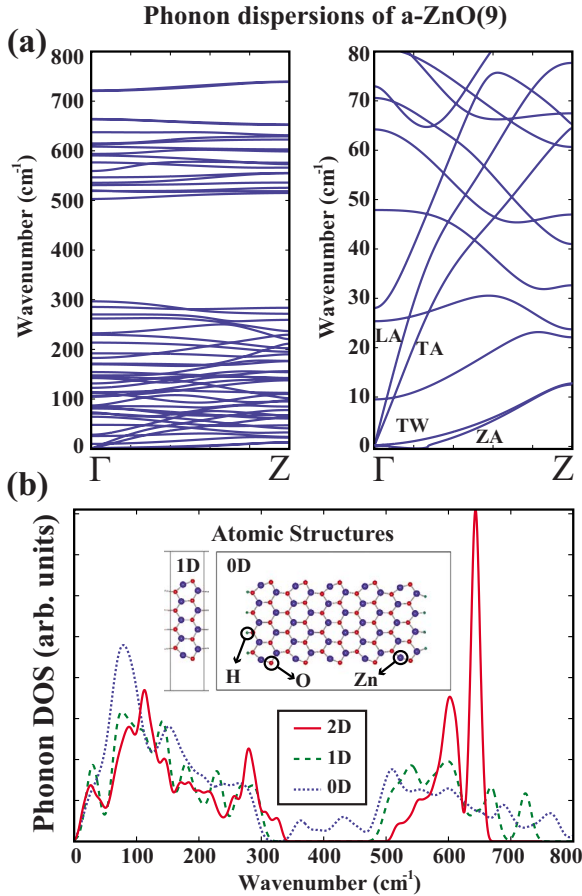 Phonon dispersions of a-ZnO(9)
(a)
Wavenumber (cm-1)
800
700
600
500
400
300
200
100
0
Γ Z
Wavenumber (cm-1)
80
70
60
50
40
30
20
10
0
LA TA
TW
ZA
Γ Z
(b)
Phonon DOS (arb. units)
Atomic Structures
1D 0D
H O Zn
2D
1D
0D
0 100 200 300 400 500 600 700 800
Wavenumber (cm-1)